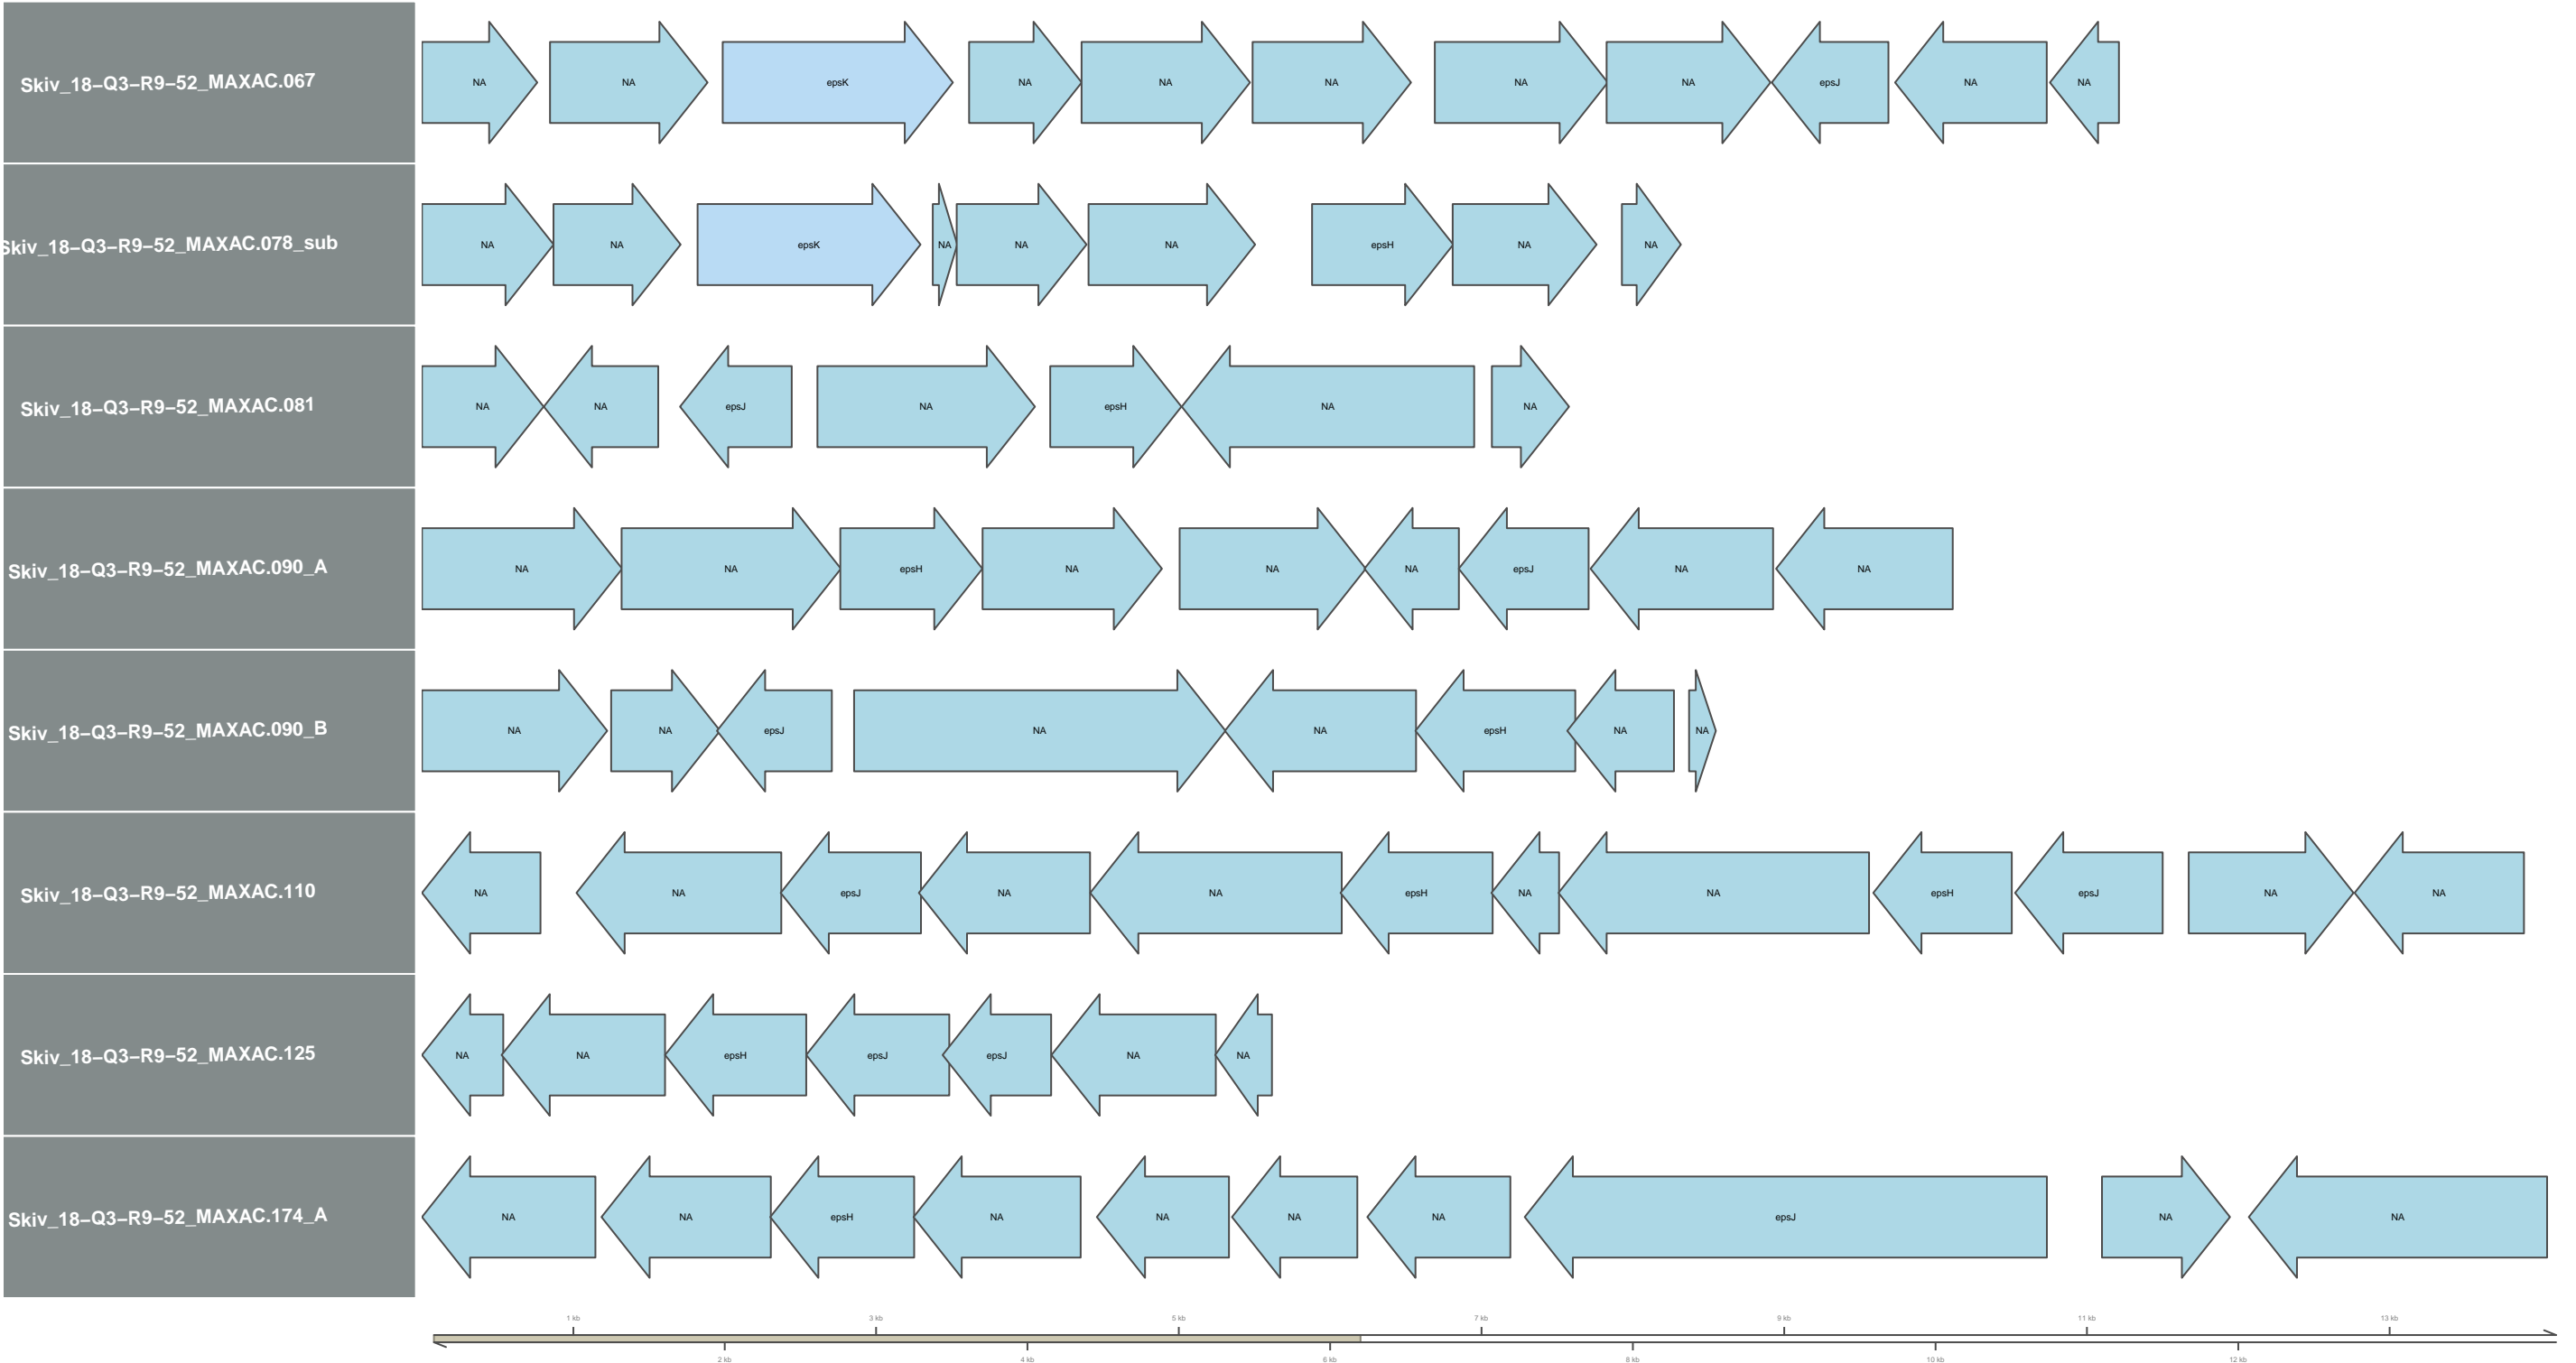 Skiv_18–Q3–R9–52_MAXAC.067 NA NA epsK NA NA NA NA NA epsJ NA NA
Skiv_18–Q3–R9–52_MAXAC.078_sub NA NA epsK NA NA NA epsH NA NA
Skiv_18–Q3–R9–52_MAXAC.081 NA NA epsJ NA epsH NA NA
Skiv_18–Q3–R9–52_MAXAC.090_A NA NA epsH NA NA NA epsJ NA NA
Skiv_18–Q3–R9–52_MAXAC.090_B NA NA epsJ NA NA epsH NA NA
Skiv_18–Q3–R9–52_MAXAC.110 NA NA epsJ NA NA epsH NA NA epsH epsJ NA NA
Skiv_18–Q3–R9–52_MAXAC.125 NA NA epsH epsJ epsJ NA NA
Skiv_18–Q3–R9–52_MAXAC.174_A NA NA epsH NA NA NA NA epsJ NA NA
1 kb 3 kb 5 kb 7 kb 9 kb 11 kb 13 kb
2 kb 4 kb 6 kb 8 kb 10 kb 12 kb